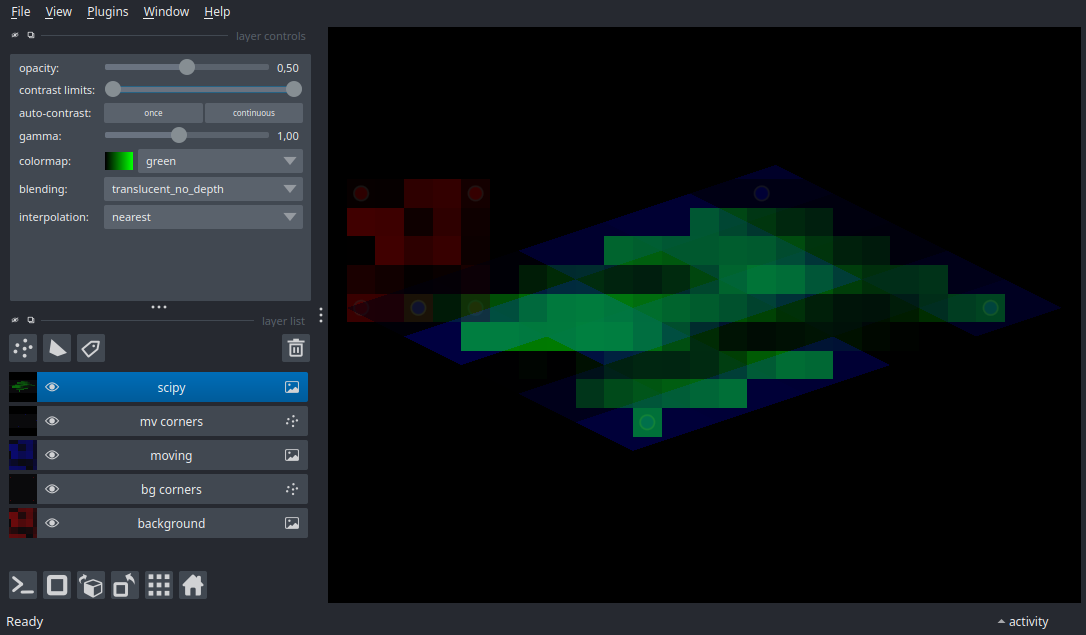 File View Plugins Window Help
layer controls
opacity: 0,50
contrast limits:
auto-contrast: once continuous
gamma: 1,00
colormap: green
blending: translucent_no_depth
interpolation: nearest
layer list
scipy
mv corners
moving
bg corners
background
Ready activity